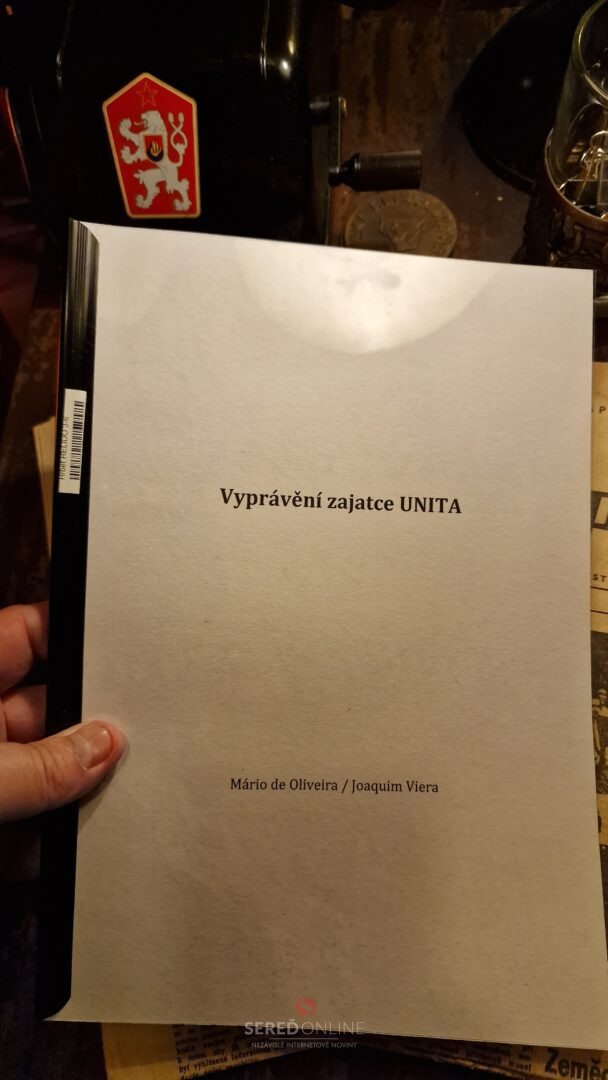 Vyprávění zajatce UNITA
Mário de Oliveira / Joaquim Viera
SEREĎONLINE
NEZÁVISLÉ INTERNETOVÉ NOVINY
Země